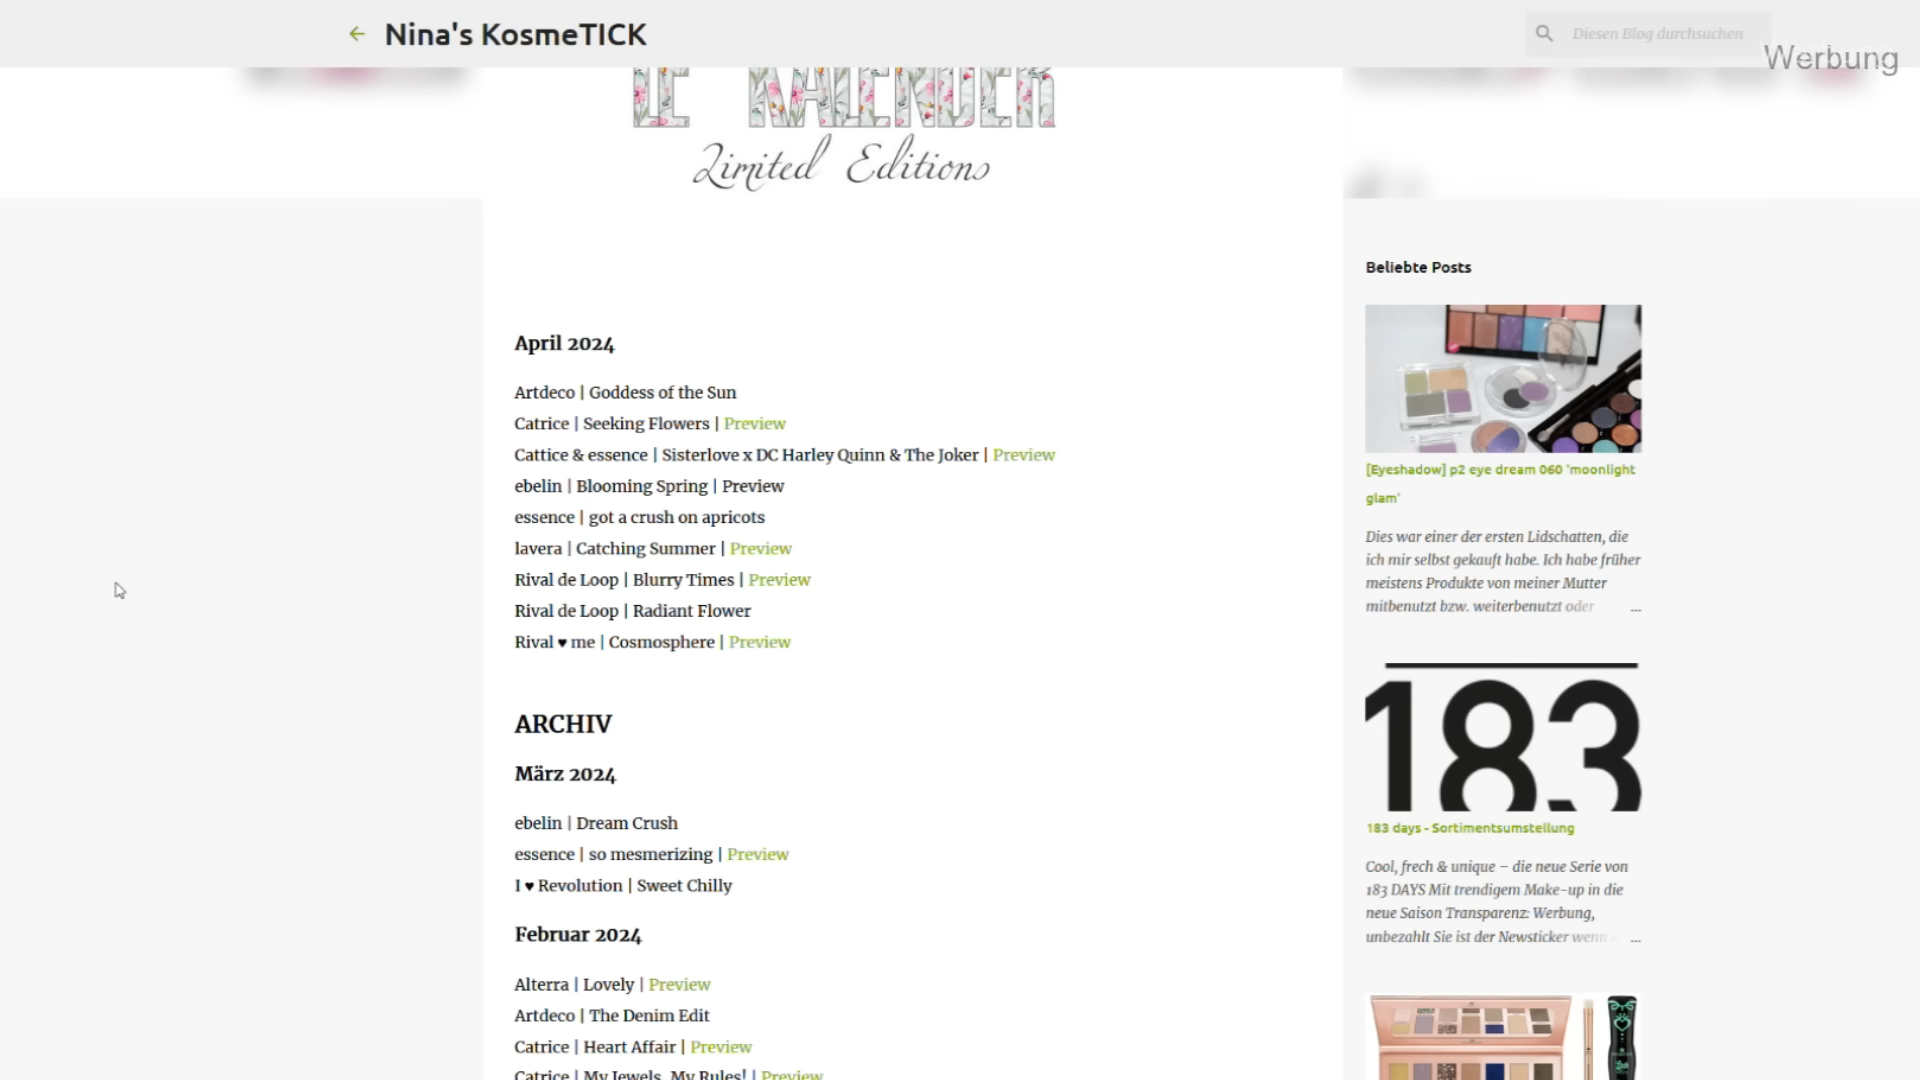 Nina's KosmeTICK
Diesen Blog durchsuchen
Werbung
LE KALENDER
Limited Editions
April 2024
Artdeco | Goddess of the Sun
Catrice | Seeking Flowers | Preview
Cattice & essence | Sisterlove x DC Harley Quinn & The Joker | Preview
ebelin | Blooming Spring | Preview
essence | got a crush on apricots
lavera | Catching Summer | Preview
Rival de Loop | Blurry Times | Preview
Rival de Loop | Radiant Flower
Rival ♥ me | Cosmosphere | Preview
ARCHIV
März 2024
ebelin | Dream Crush
essence | so mesmerizing | Preview
I ♥ Revolution | Sweet Chilly
Februar 2024
Alterra | Lovely | Preview
Artdeco | The Denim Edit
Catrice | Heart Affair | Preview
Catrice | My Jewels. My Rules! | Preview
Beliebte Posts
[Eyeshadow] p2 eye dream 060 'moonlight
glam'
Dies war einer der ersten Lidschatten, die
ich mir selbst gekauft habe. Ich habe früher
meistens Produkte von meiner Mutter
mitbenutzt bzw. weiterbenutzt oder ...
183
183 days - Sortimentsumstellung
Cool, frech & unique – die neue Serie von
183 DAYS Mit trendigem Make-up in die
neue Saison Transparenz: Werbung,
unbezahlt Sie ist der Newsticker wenn ...